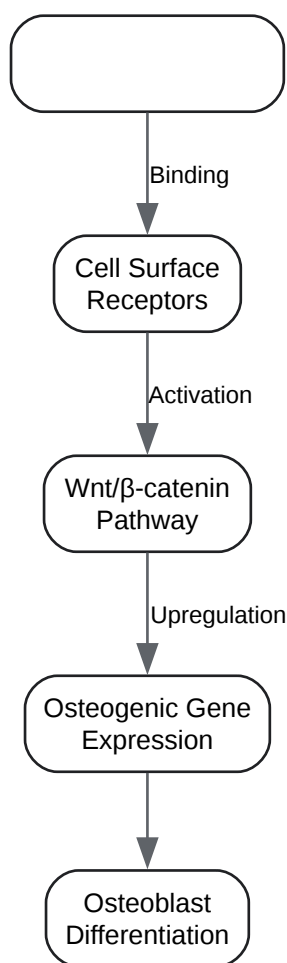 Binding
Cell Surface
Receptors
Activation
Wnt/β-catenin
Pathway
Upregulation
Osteogenic Gene
Expression
Osteoblast
Differentiation